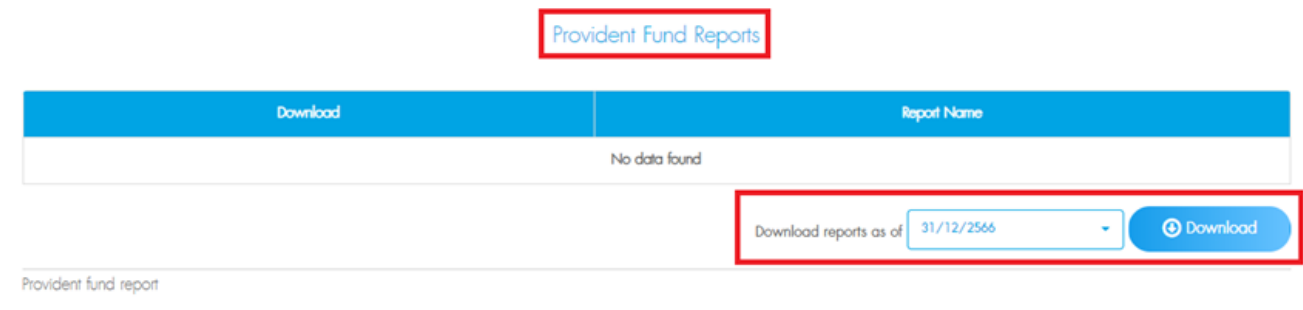 Provident Fund Reports
Download Report Name
No data found
Download reports as of 31/12/2566 Download
Provident fund report